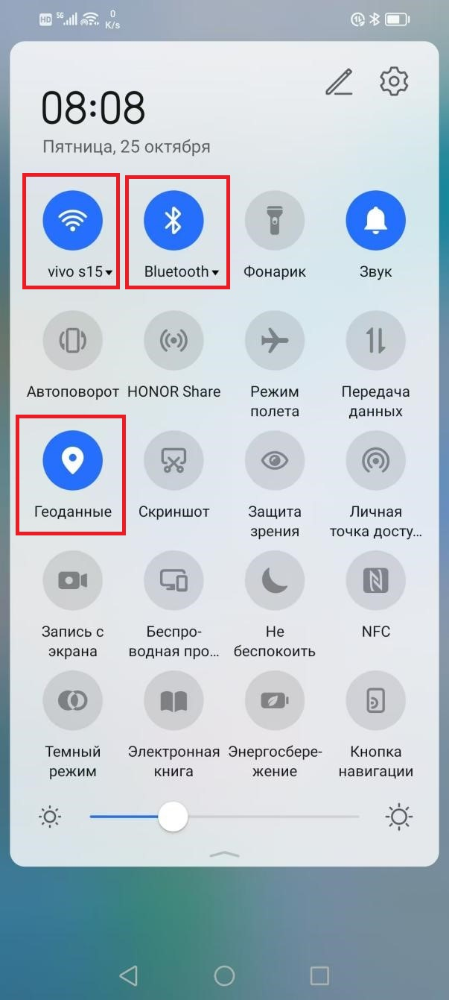 HD 5G 0
K/s
08:08
Пятница, 25 октября
vivo s15 Bluetooth Фонарик Звук
Автоповорот HONOR Share Режим Передача
полета данных
Геоданные Скриншот Защита Личная
зрения точка досту...
Запись с Беспро- Не NFC
экрана водная про... беспокоить
Темный Электронная Энергосбере- Кнопка
режим книга жение навигации